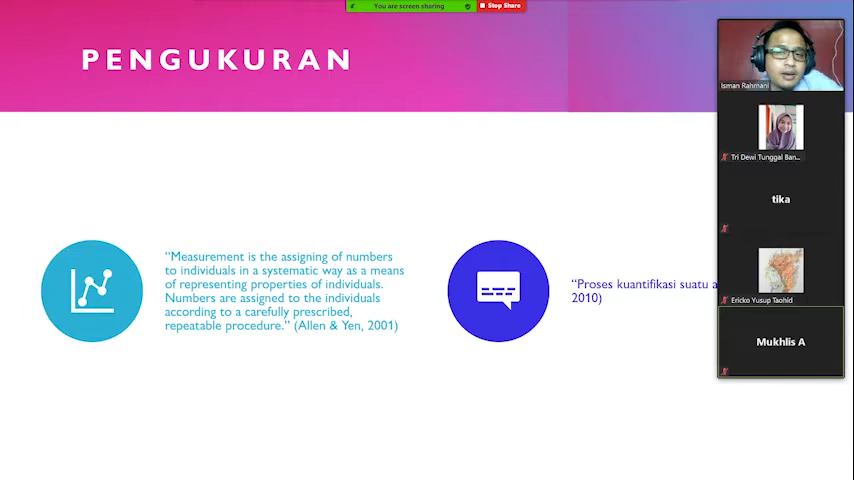 You are screen sharing
Stop Share
PENGUKURAN
“Measurement is the assigning of numbers
to individuals in a systematic way as a means
of representing properties of individuals.
Numbers are assigned to the individuals
according to a carefully prescribed,
repeatable procedure.” (Allen & Yen, 2001)
“Proses kuantifikasi suatu a
2010)
Isman Rahmani
Tri Dewi Tunggal Ban...
tika
Ericko Yusup Taohid
Mukhlis A